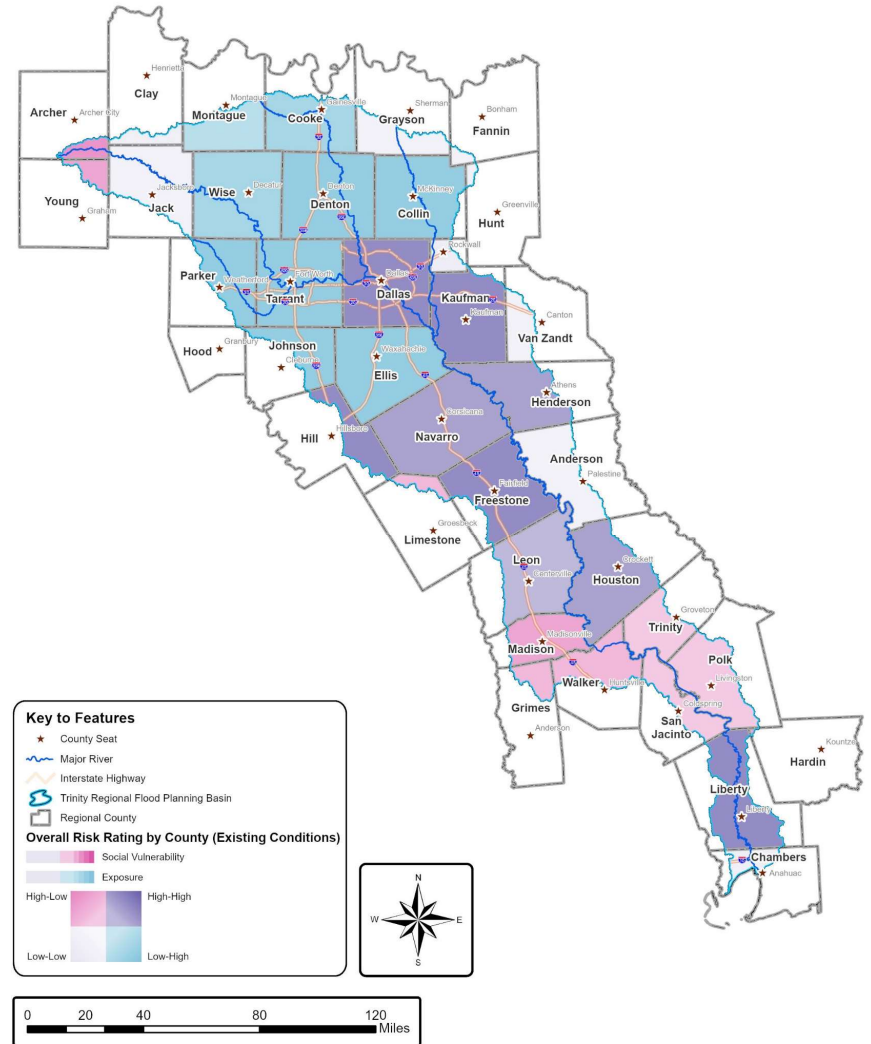 Henrietta
Clay
Archer
Archer City
Montague
Montague
Gainesville
Cooke
Sherman
Grayson
Bonham
Fannin
Young
Graham
Jacksboro
Jack
Wise
Decatur
Denton
Denton
McKinney
Collin
Greenville
Hunt
Rockwall
Parker
Weatherford
Fort Worth
Tarrant
Dallas
Dallas
Kaufman
Kaufman
Canton
Van Zandt
Hood
Granbury
Johnson
Cleburne
Waxahachie
Ellis
Athens
Henderson
Hill
Hillsboro
Corsicana
Navarro
Anderson
Palestine
Fairfield
Freestone
Groesbeck
Limestone
Leon
Centerville
Crockett
Houston
Groveton
Trinity
Madisonville
Madison
Polk
Livingston
Walker
Huntsville
Coldspring
San
Jacinto
Grimes
Anderson
Kountze
Hardin
Liberty
Liberty
Chambers
Anahuac
Key to Features
County Seat
Major River
Interstate Highway
Trinity Regional Flood Planning Basin
Regional County
Overall Risk Rating by County (Existing Conditions)
Social Vulnerability
Exposure
High-Low High-High
Low-Low Low-High
N
W E
S
0 20 40 80 120
Miles